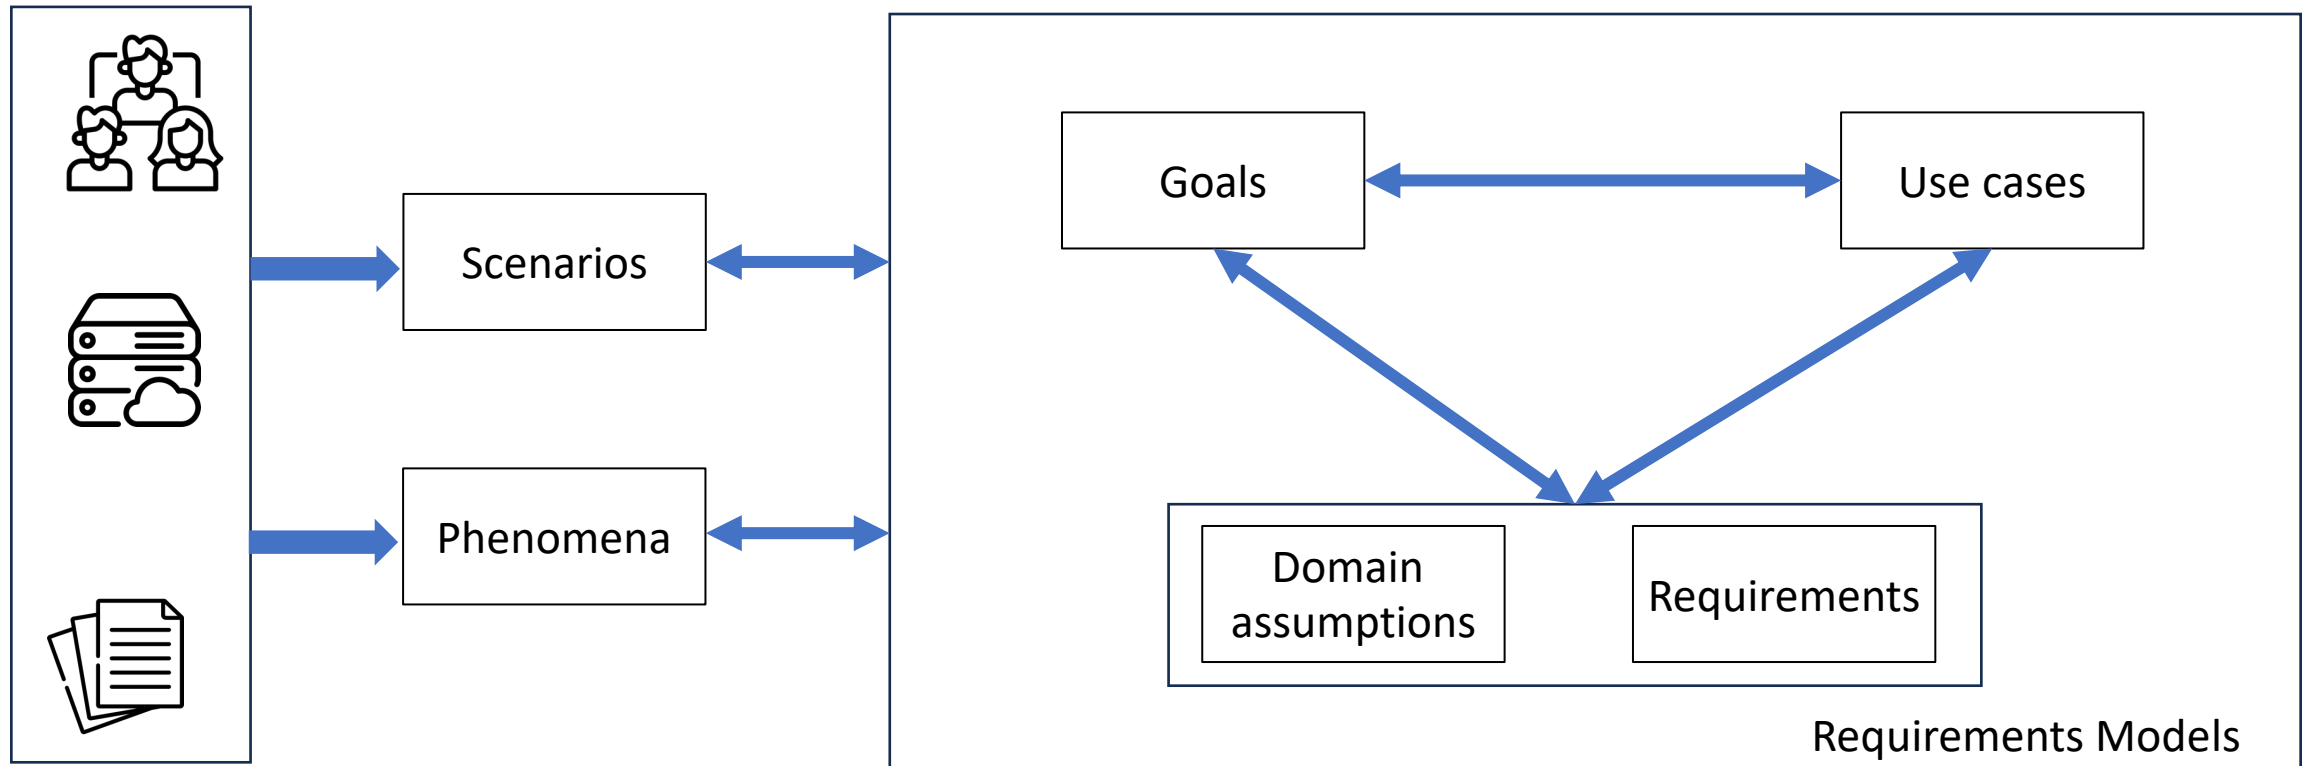 Scenarios
Phenomena
Goals
Use cases
Domain
assumptions
Requirements
Requirements Models